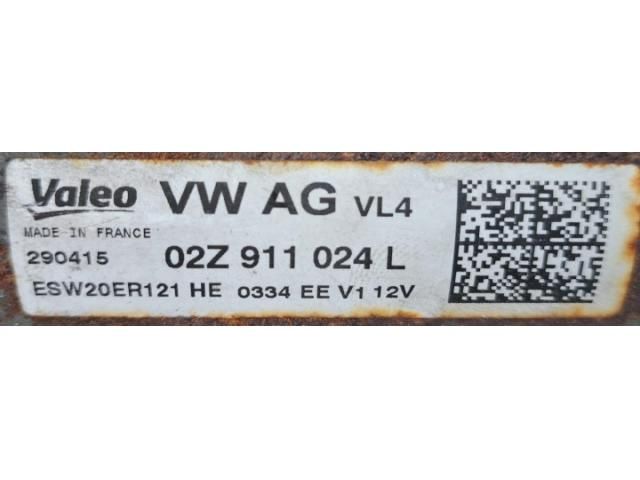 Valeo VW AG VL4
MADE IN FRANCE
290415 02Z 911 024 L
ESW20ER121 HE 0334 EE V1 12V